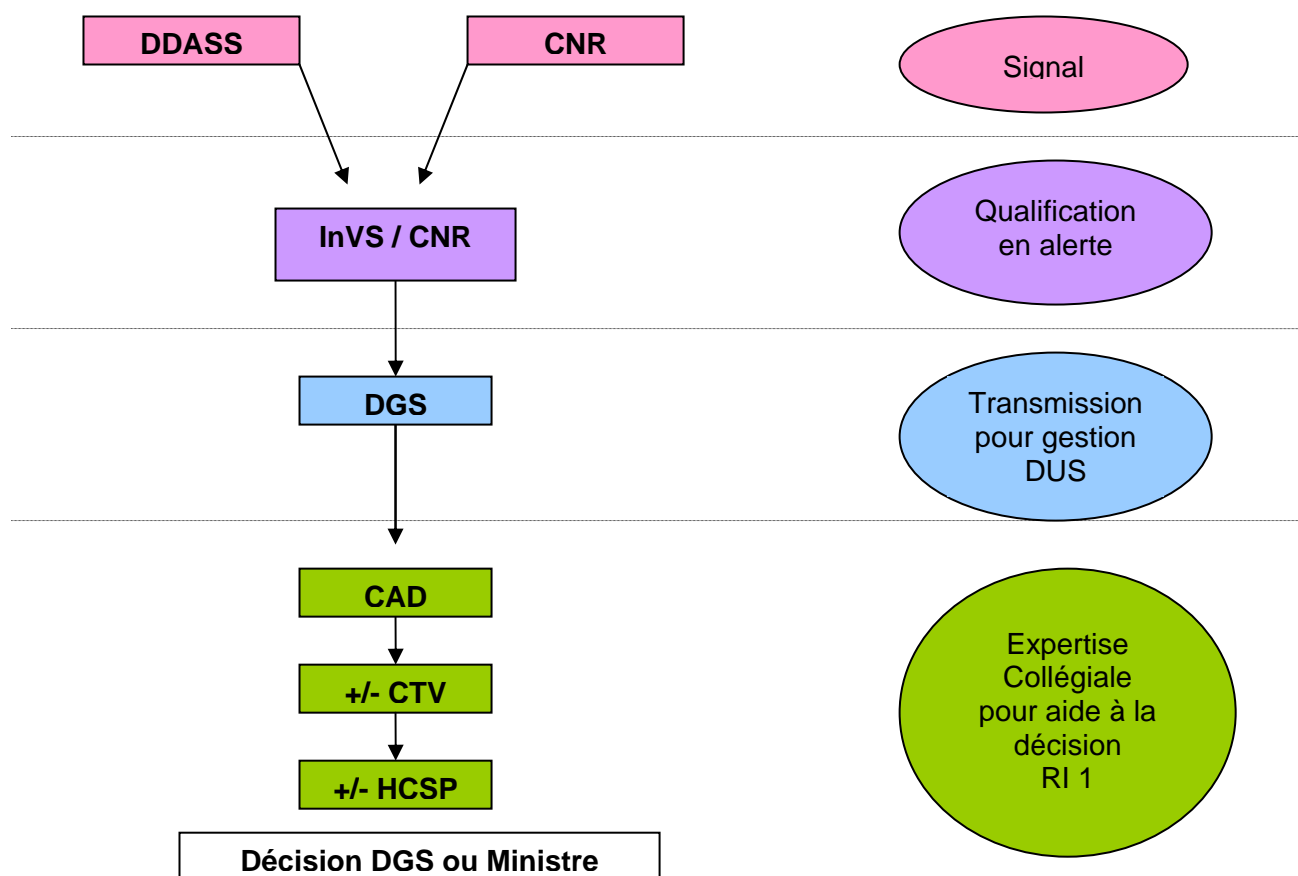 DDASS
CNR
Signal
InVS / CNR
Qualification
en alerte
DGS
Transmission
pour gestion
DUS
CAD
+/- CTV
+/- HCSP
Expertise
Collégiale
pour aide à la
décision
RI 1
Décision DGS ou Ministre